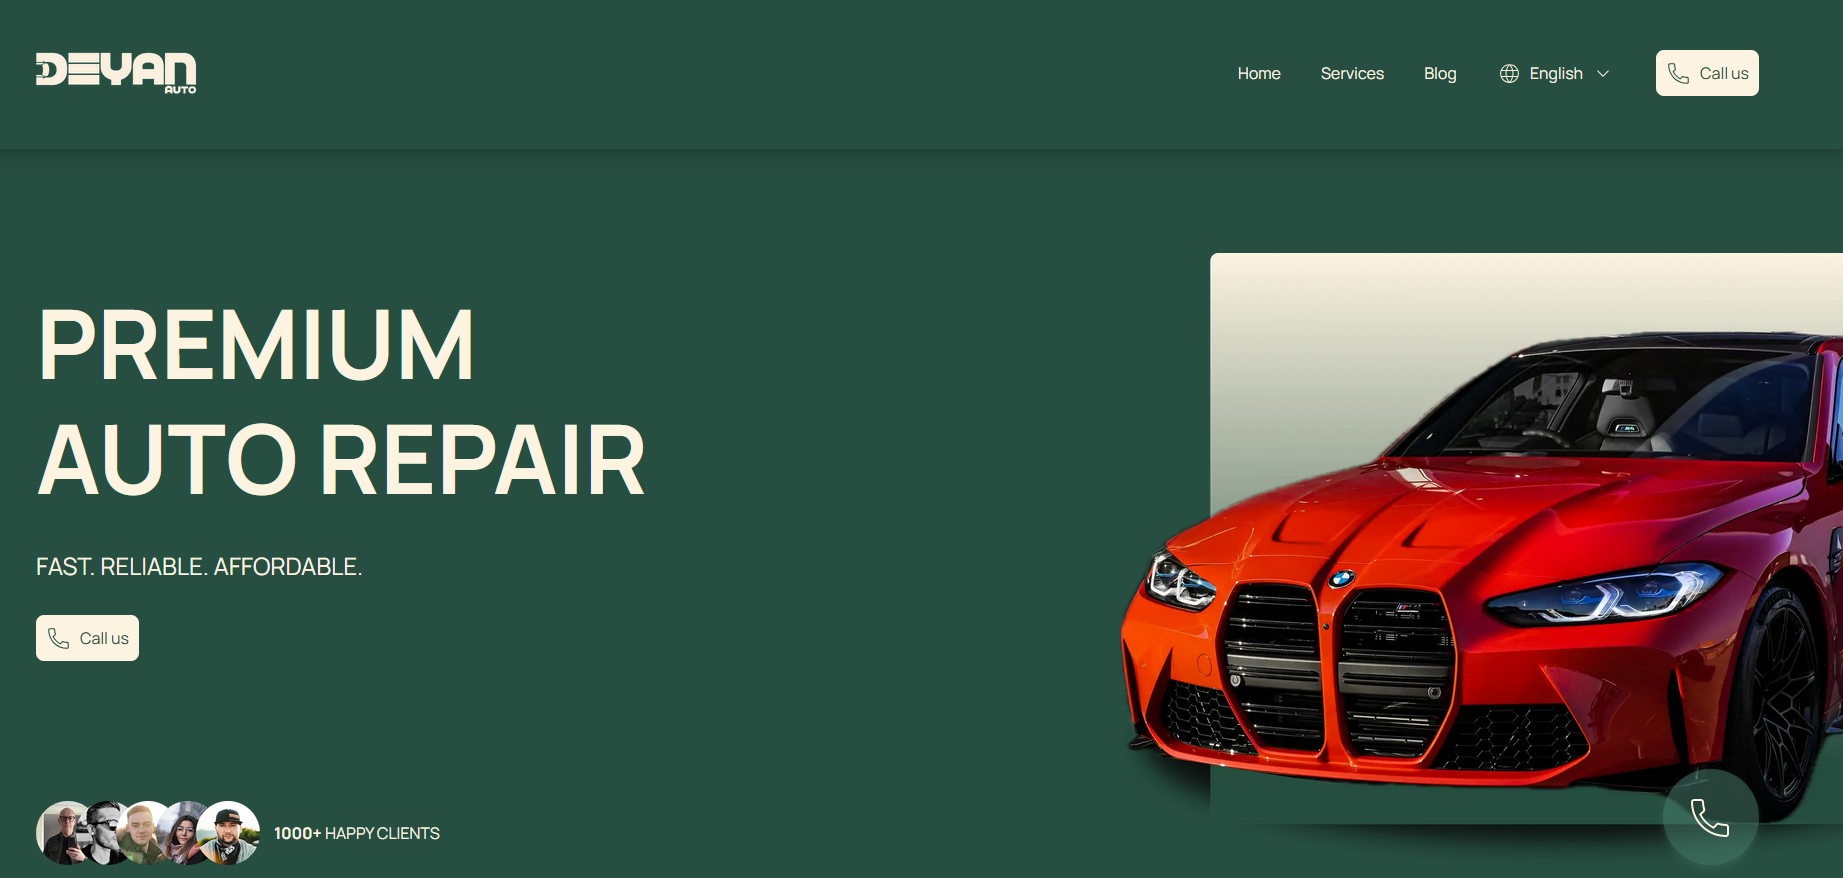 DEYAN
AUTO
Home
Services
Blog
English
Call us
PREMIUM
AUTO REPAIR
FAST. RELIABLE. AFFORDABLE.
Call us
1000+ HAPPY CLIENTS